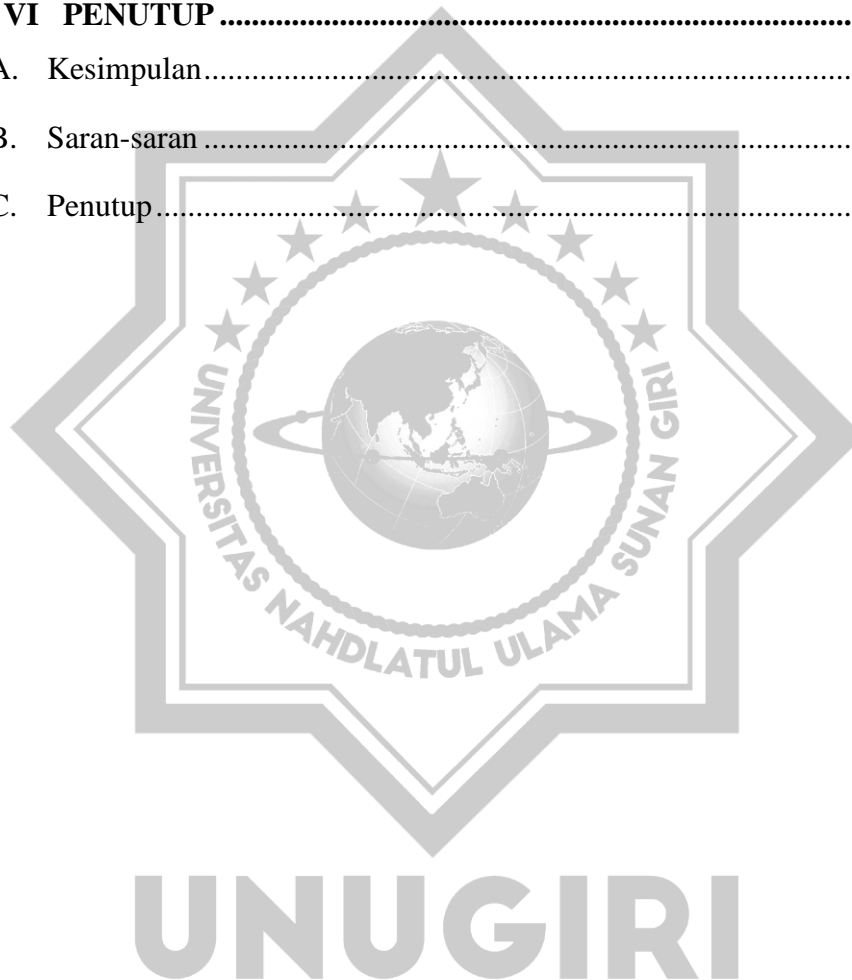 VI PENUTUP ................................................................................
A. Kesimpulan ................................................................................
B. Saran-saran ................................................................................
C. Penutup ................................................................................
UNIVERSITAS NAHDLATUL ULAMA SUNAN GIRI
UNUGIRI